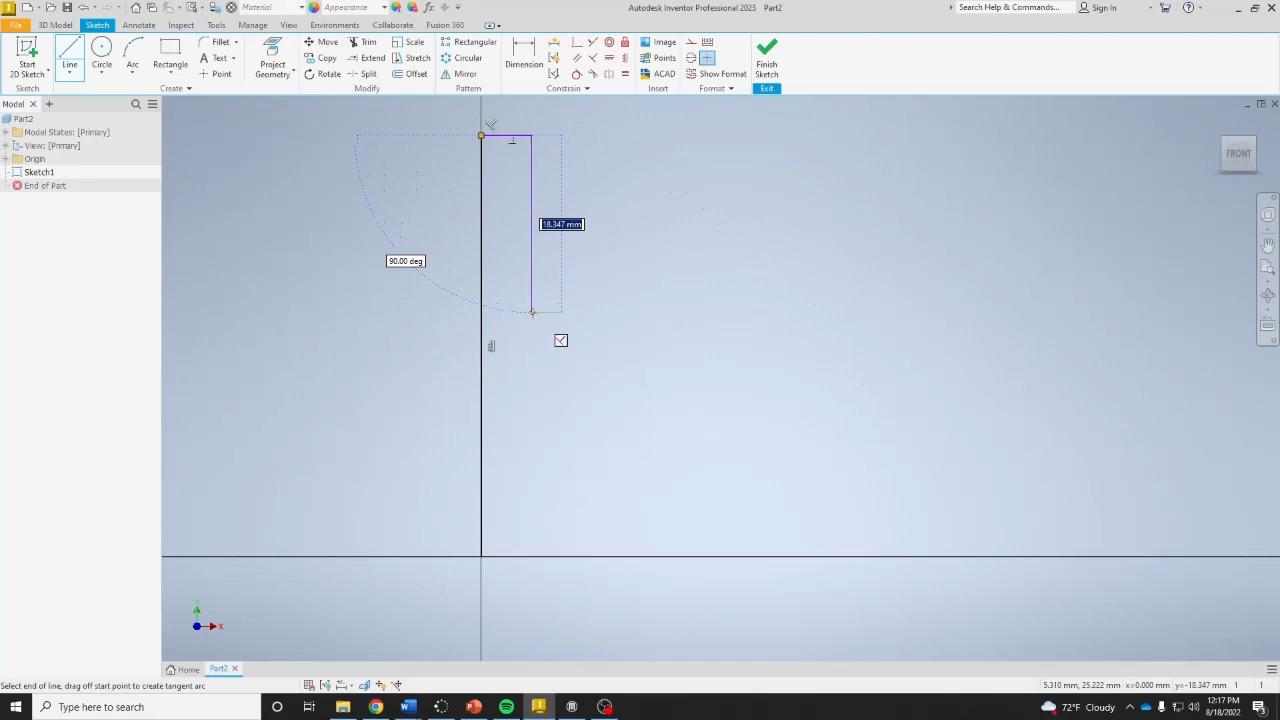 Material Appearance Autodesk Inventor Professional 2023 Part2 Search Help & Commands... Sign In
File 3D Model Sketch Annotate Inspect Tools Manage View Environments Collaborate Fusion 360
Start 2D Sketch Line Circle Arc Rectangle Fillet Text Point Project Geometry Move Copy Rotate Trim Extend Split Scale Stretch Offset Rectangular Circular Mirror Dimension Image Points ACAD Show Format Finish Sketch
Sketch Create Modify Pattern Constrain Insert Format Exit
Model
Part2
Model States: [Primary]
View: [Primary]
Origin
Sketch1
End of Part
FRONT
18.347 mm
90.00 deg
X
Home Part2
Select end of line, drag off start point to create tangent arc 5.310 mm, 25.222 mm x=0.000 mm y=-18.347 mm 1 1
Type here to search
72°F Cloudy
12:17 PM
8/18/2022